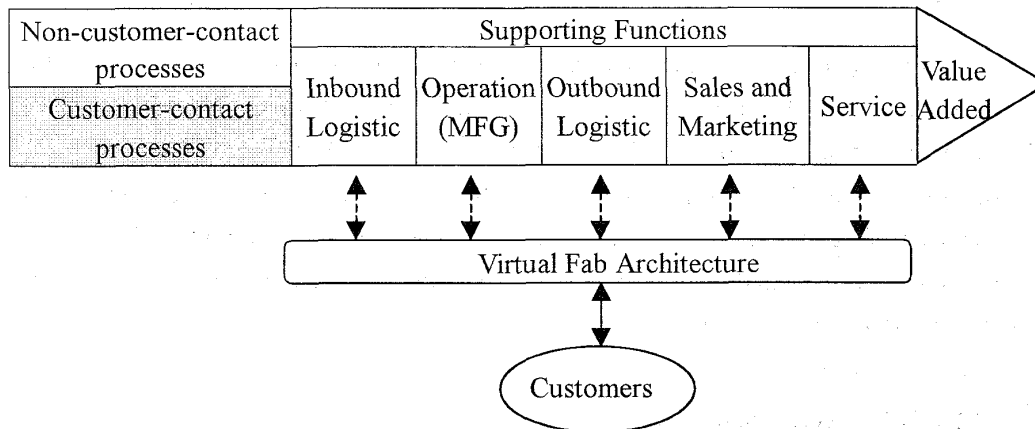 Non-customer-contact
processes
Customer-contact
processes
Supporting Functions
Inbound
Logistic
Operation
(MFG)
Outbound
Logistic
Sales and
Marketing
Service
Value
Added
Virtual Fab Architecture
Customers